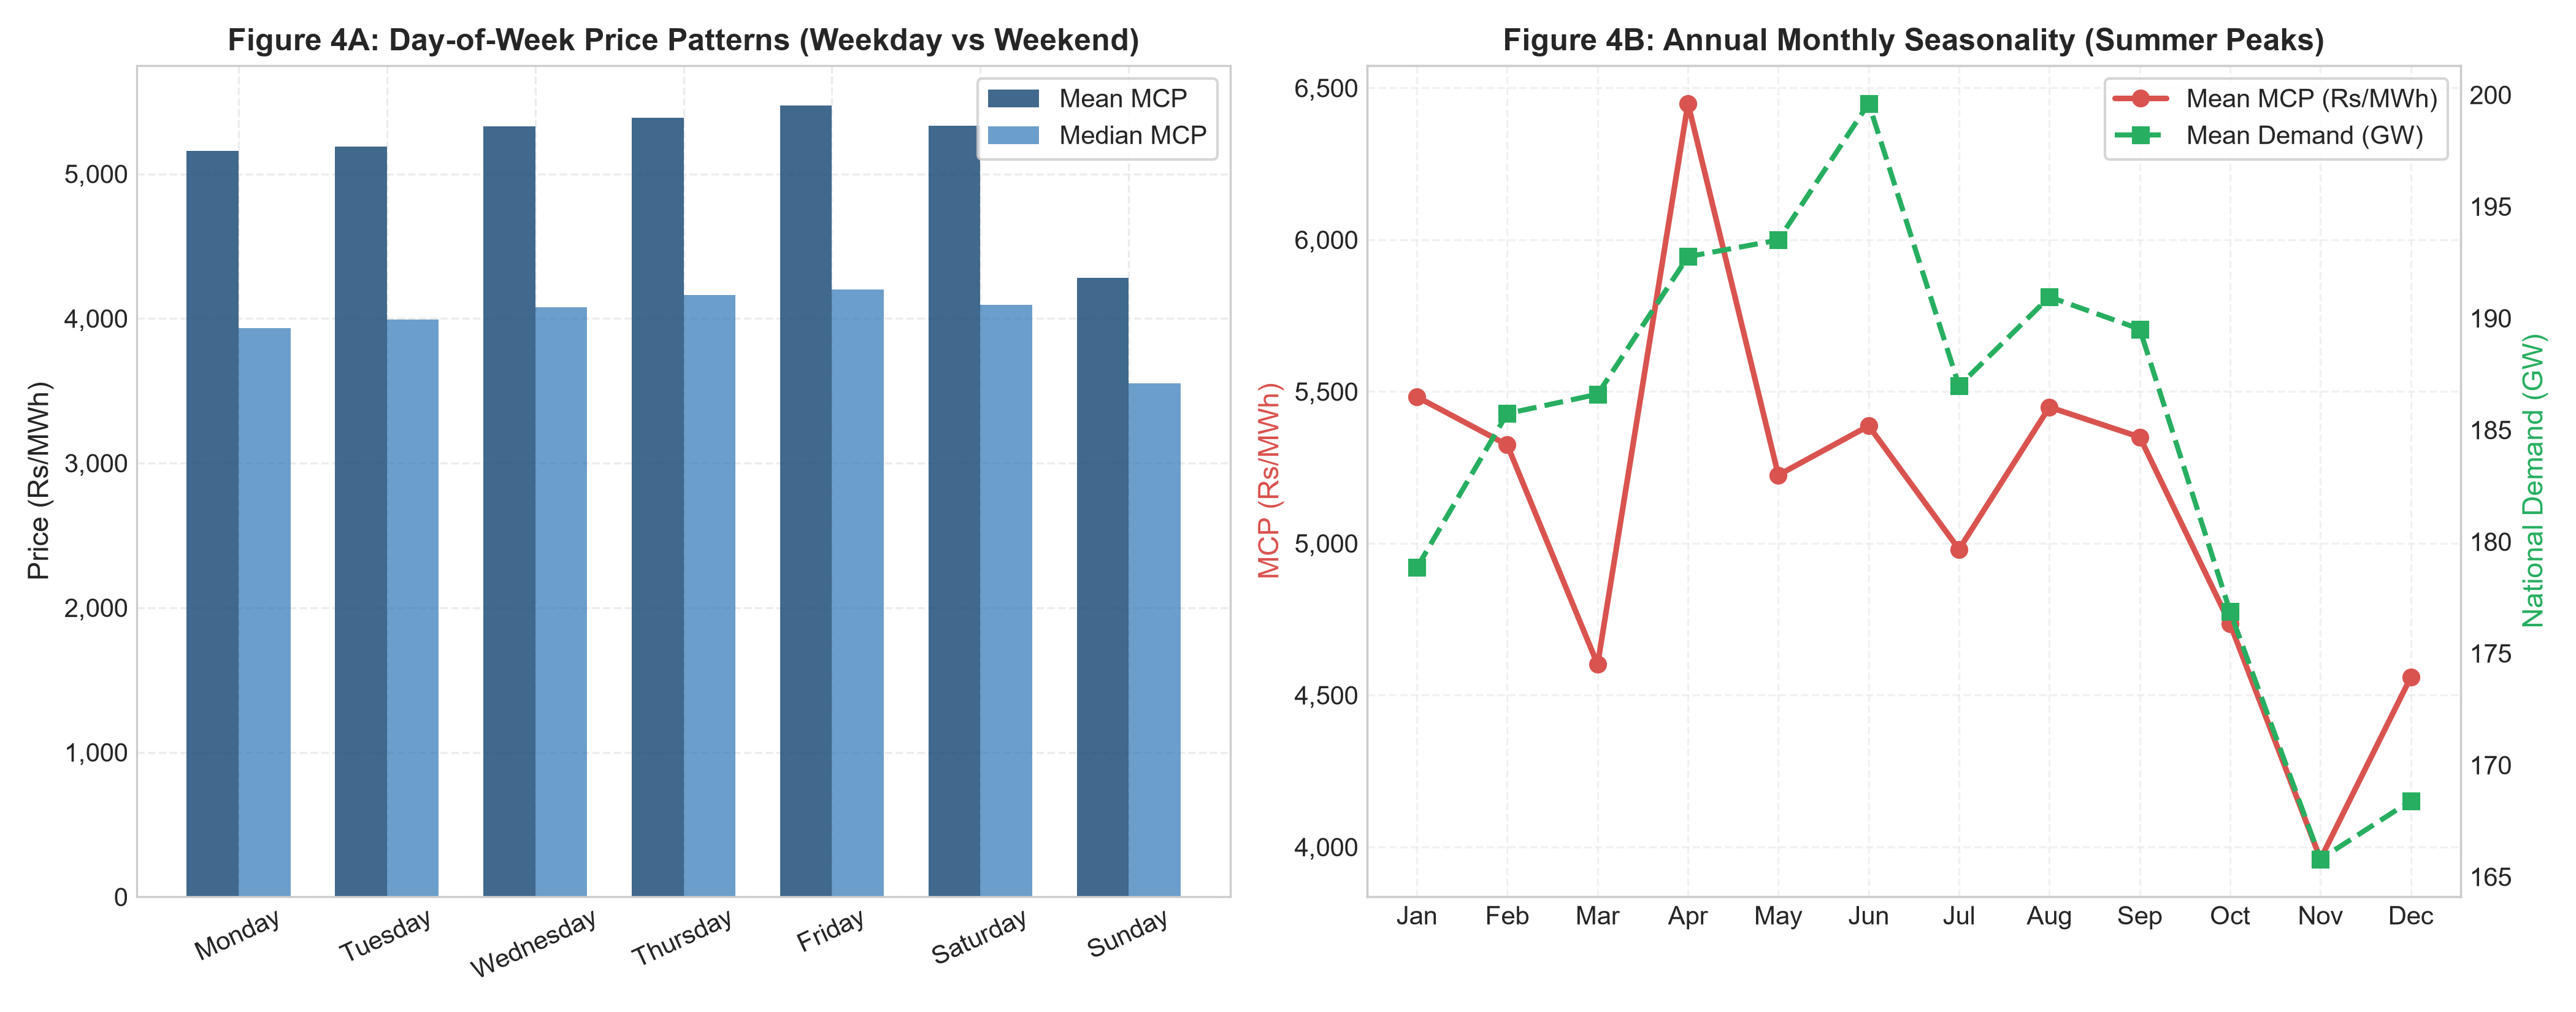 Figure 4A: Day-of-Week Price Patterns (Weekday vs Weekend)
Mean MCP
Median MCP
Price (Rs/MWh)
5,000
4,000
3,000
2,000
1,000
0
Monday
Tuesday
Wednesday
Thursday
Friday
Saturday
Sunday
Figure 4B: Annual Monthly Seasonality (Summer Peaks)
Mean MCP (Rs/MWh)
Mean Demand (GW)
MCP (Rs/MWh)
6,500
6,000
5,500
5,000
4,500
4,000
Jan
Feb
Mar
Apr
May
Jun
Jul
Aug
Sep
Oct
Nov
Dec
200
195
190
185
180
175
170
165
National Demand (GW)